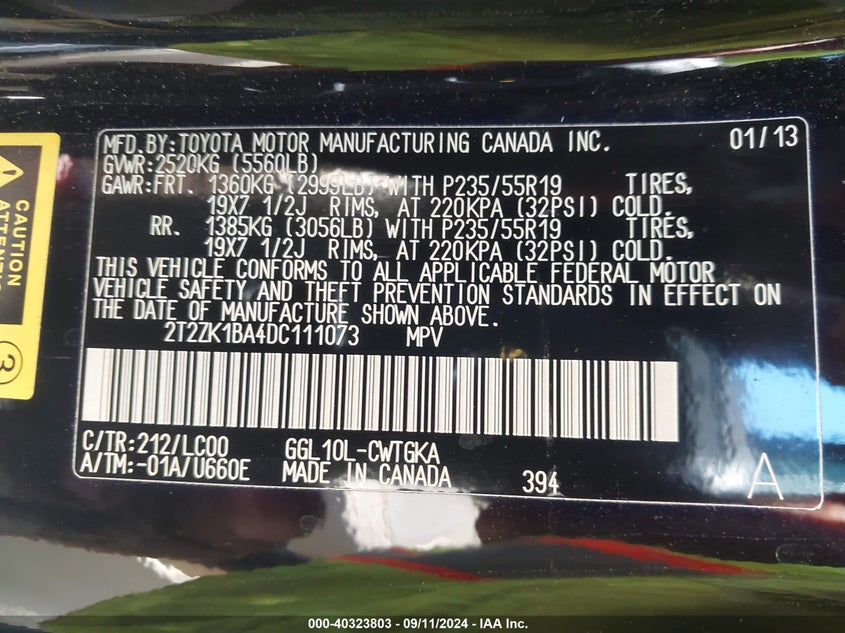 MFD.BY:TOYOTA MOTOR MANUFACTURING CANADA INC. 01/13
GVWR:2520KG (5560LB)
GAWR:FRT. 1360KG (2999LB) WITH P235/55R19 TIRES,
19X7 1/2J RIMS, AT 220KPA (32PSI) COLD.
RR. 1385KG (3056LB) WITH P235/55R19 TIRES,
19X7 1/2J RIMS, AT 220KPA (32PSI) COLD.
THIS VEHICLE CONFORMS TO ALL APPLICABLE FEDERAL MOTOR
VEHICLE SAFETY AND THEFT PREVENTION STANDARDS IN EFFECT ON
THE DATE OF MANUFACTURE SHOWN ABOVE.
2T2ZK1BA4DC111073 MPV
C/TR:212/LC00 GGL10L-CWTGKA
A/TM:-01A/U660E MADE IN CANADA 394 A
CAUTION
3
000-40323803 - 09/11/2024 - IAA Inc.